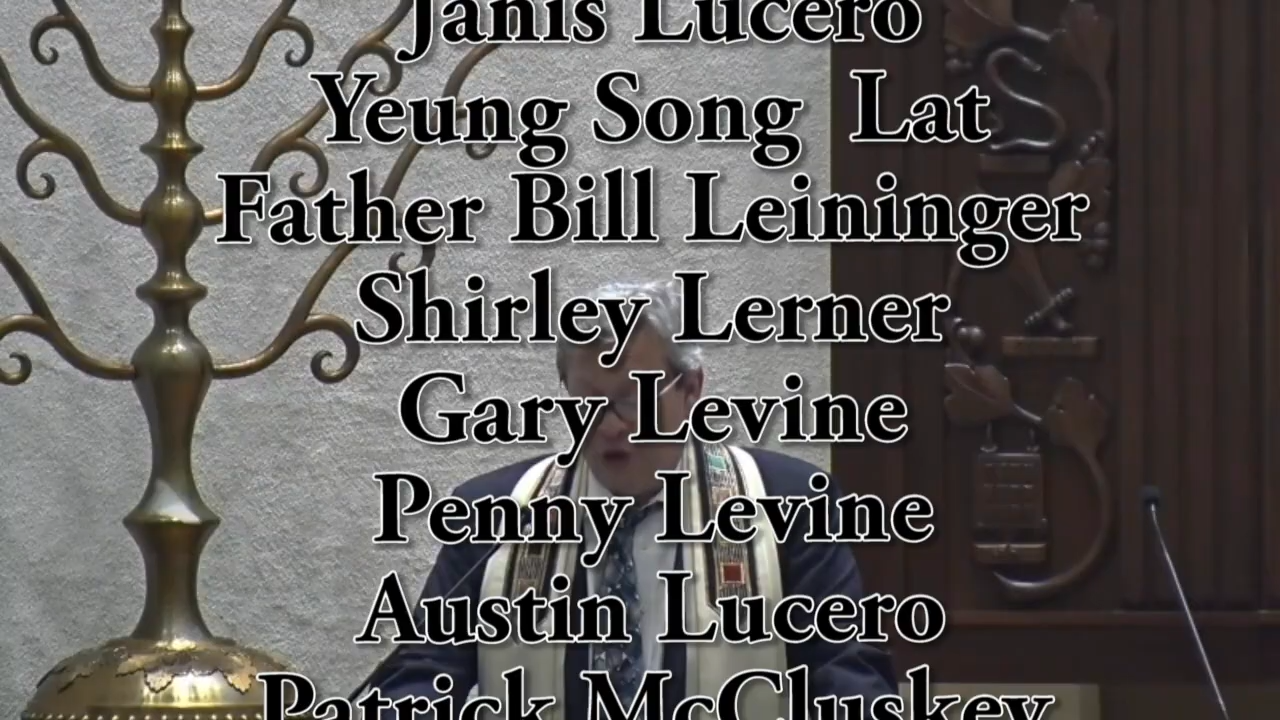 Janis Lucero
Yeung Song Lat
Father Bill Leininger
Shirley Lerner
Gary Levine
Penny Levine
Austin Lucero
Patrick McCluskey